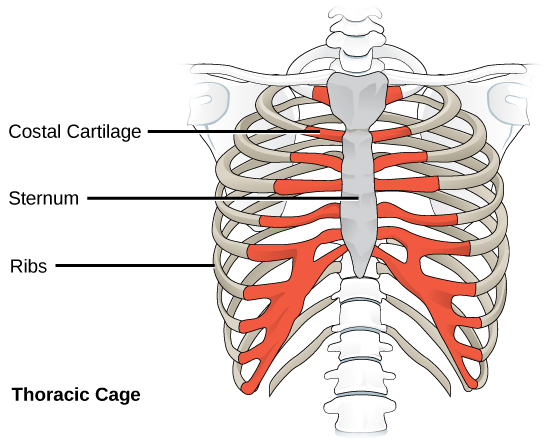 Costal Cartilage
Sternum
Ribs
Thoracic Cage